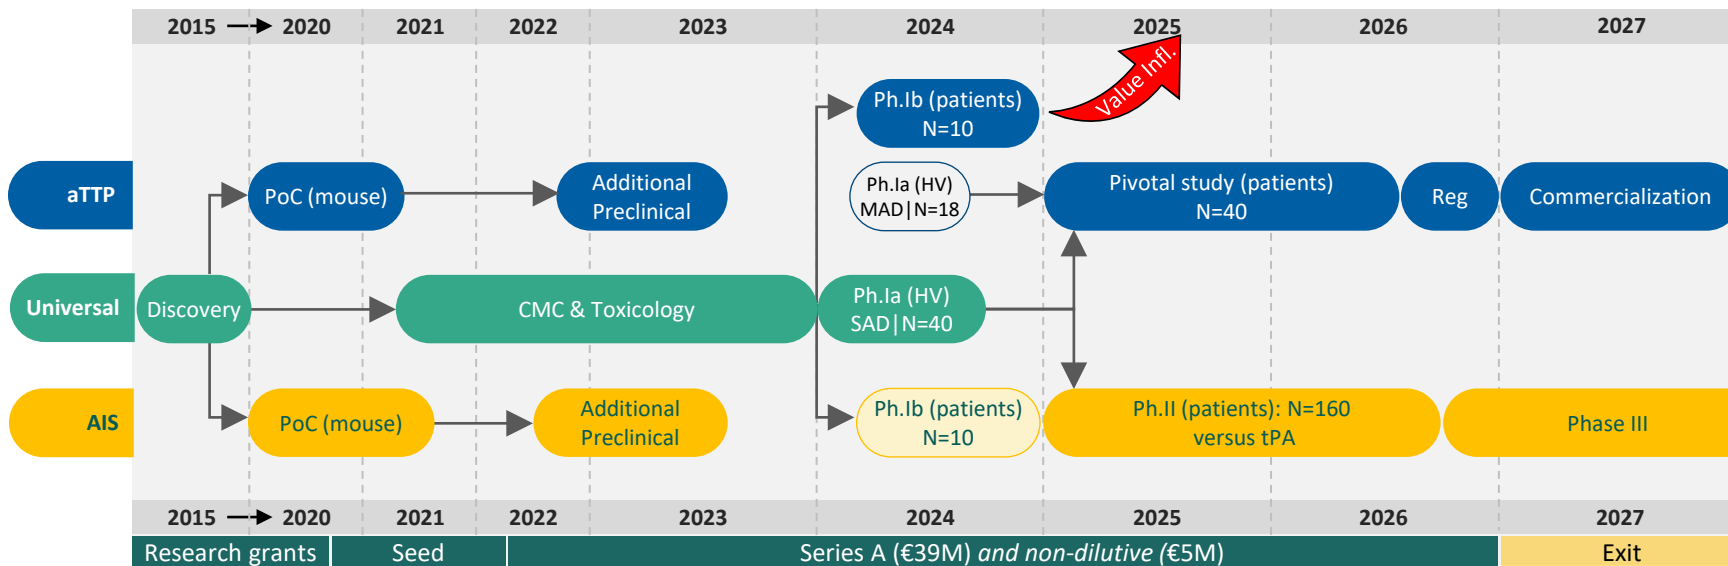 2015 → 2020 2021 2022 2023 2024 2025 2026 2027
Value Infl.
Ph.Ib (patients)
N=10
aTTP
PoC (mouse)
Additional
Preclinical
Ph.Ia (HV)
MAD|N=18
Pivotal study (patients)
N=40
Reg
Commercialization
Universal
Discovery
CMC & Toxicology
Ph.Ia (HV)
SAD|N=40
AIS
PoC (mouse)
Additional
Preclinical
Ph.Ib (patients)
N=10
Ph.II (patients): N=160
versus tPA
Phase III
2015 → 2020 2021 2022 2023 2024 2025 2026 2027
Research grants Seed Series A (€39M) and non-dilutive (€5M) Exit